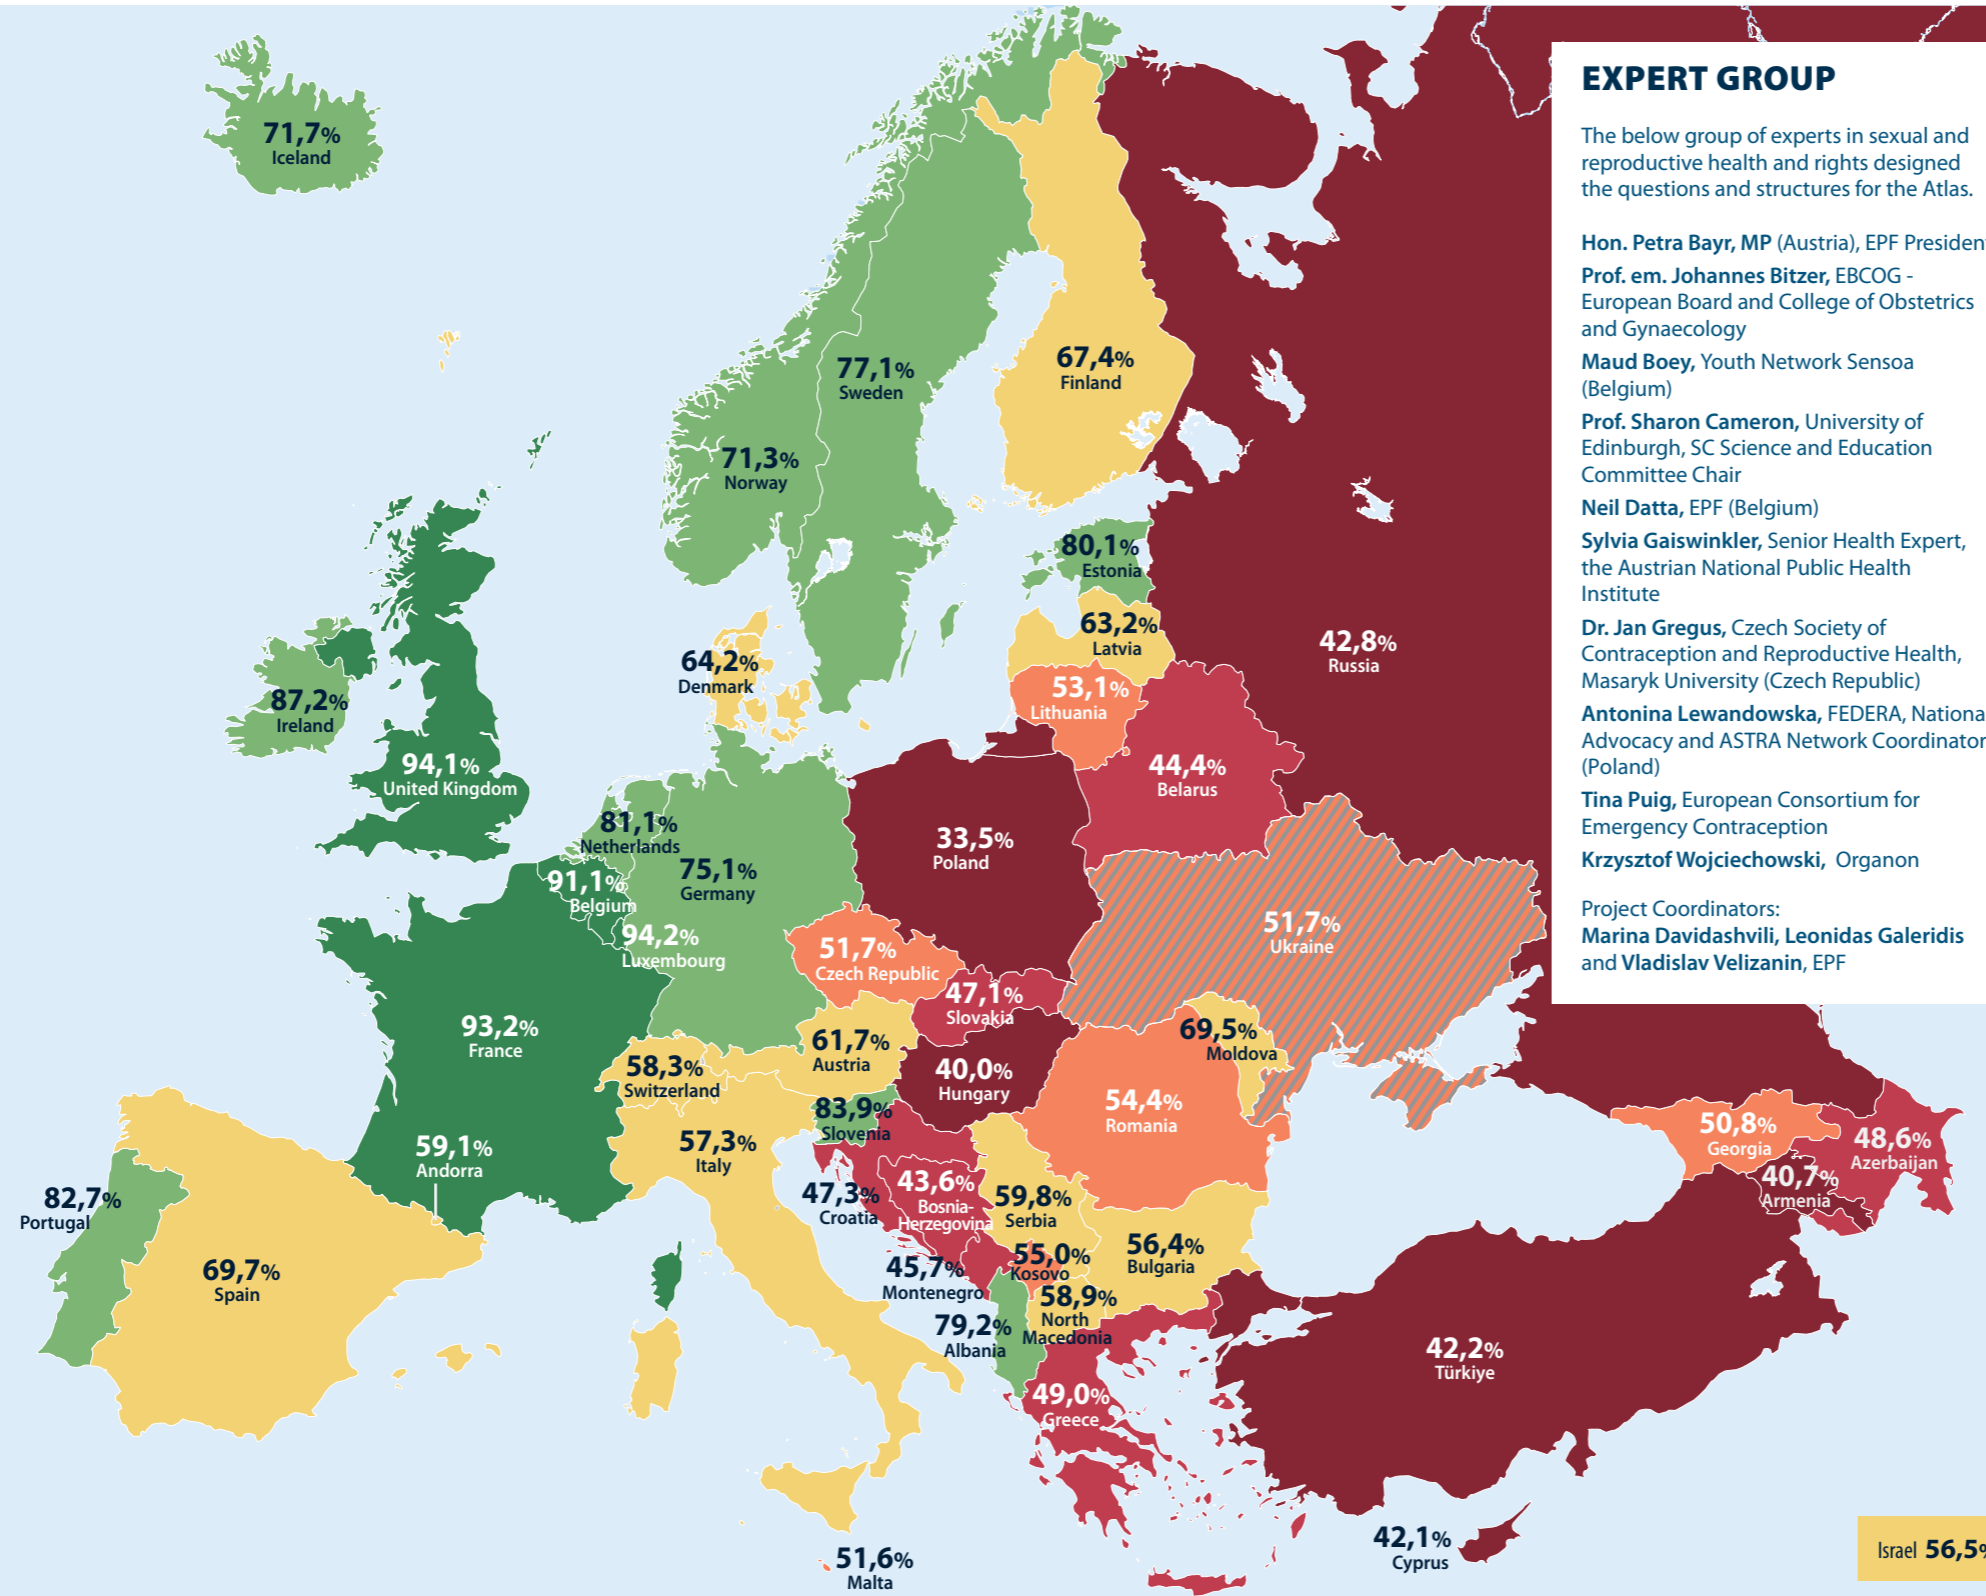 71,7%
Iceland
77,1%
Sweden
67,4%
Finland
71,3%
Norway
80,1%
Estonia
63,2%
Latvia
64,2%
Denmark
53,1%
Lithuania
42,8%
Russia
87,2%
Ireland
94,1%
United Kingdom
44,4%
Belarus
81,1%
Netherlands
75,1%
Germany
33,5%
Poland
91,1%
Belgium
94,2%
Luxembourg
51,7%
Czech Republic
51,7%
Ukraine
47,1%
Slovakia
93,2%
France
61,7%
Austria
69,5%
Moldova
58,3%
Switzerland
40,0%
Hungary
54,4%
Romania
83,9%
Slovenia
57,3%
Italy
59,1%
Andorra
50,8%
Georgia
48,6%
Azerbaijan
40,7%
Armenia
82,7%
Portugal
47,3%
Croatia
43,6%
Bosnia-
Herzegovina
59,8%
Serbia
69,7%
Spain
45,7%
Montenegro
55,0%
Kosovo
56,4%
Bulgaria
58,9%
North
Macedonia
79,2%
Albania
49,0%
Greece
42,2%
Türkiye
42,1%
Cyprus
51,6%
Malta
Israel 56,5%
EXPERT GROUP
The below group of experts in sexual and
reproductive health and rights designed
the questions and structures for the Atlas.
Hon. Petra Bayr, MP (Austria), EPF President
Prof. em. Johannes Bitzer, EBCOG -
European Board and College of Obstetrics
and Gynaecology
Maud Boey, Youth Network Sensoa
(Belgium)
Prof. Sharon Cameron, University of
Edinburgh, SC Science and Education
Committee Chair
Neil Datta, EPF (Belgium)
Sylvia Gaiswinkler, Senior Health Expert,
the Austrian National Public Health
Institute
Dr. Jan Gregus, Czech Society of
Contraception and Reproductive Health,
Masaryk University (Czech Republic)
Antonina Lewandowska, FEDERA, Nationa
Advocacy and ASTRA Network Coordinator
(Poland)
Tina Puig, European Consortium for
Emergency Contraception
Krzysztof Wojciechowski, Organon
Project Coordinators:
Marina Davidashvili, Leonidas Galeridis
and Vladislav Velizanin, EPF